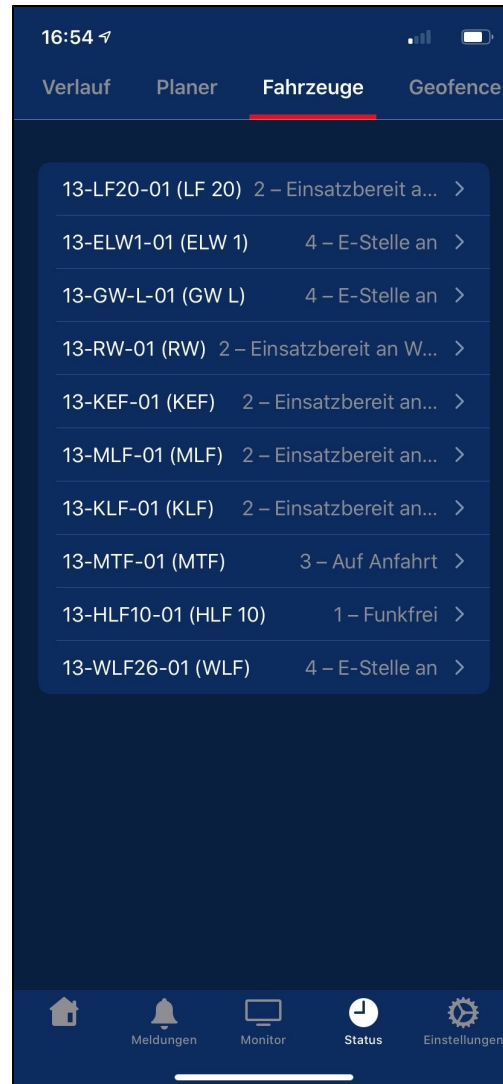 16:54
Verlauf Planer Fahrzeuge Geofence
13-LF20-01 (LF 20) 2 – Einsatzbereit a...
13-ELW1-01 (ELW 1) 4 – E-Stelle an
13-GW-L-01 (GW L) 4 – E-Stelle an
13-RW-01 (RW) 2 – Einsatzbereit an W...
13-KEF-01 (KEF) 2 – Einsatzbereit an...
13-MLF-01 (MLF) 2 – Einsatzbereit an...
13-KLF-01 (KLF) 2 – Einsatzbereit an...
13-MTF-01 (MTF) 3 – Auf Anfahrt
13-HLF10-01 (HLF 10) 1 – Funkfrei
13-WLF26-01 (WLF) 4 – E-Stelle an
Meldungen Monitor Status Einstellungen